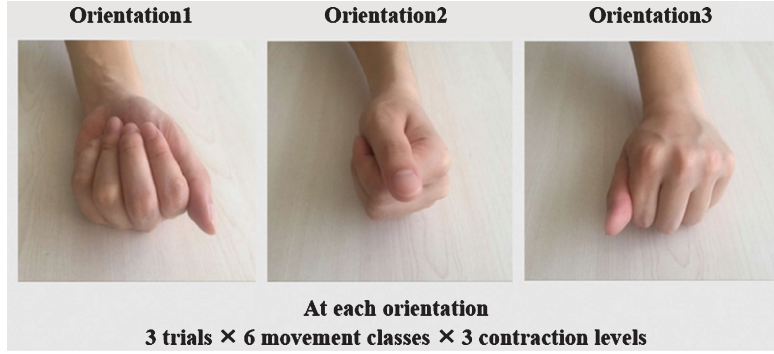 Orientation1 Orientation2 Orientation3
At each orientation
3 trials × 6 movement classes × 3 contraction levels